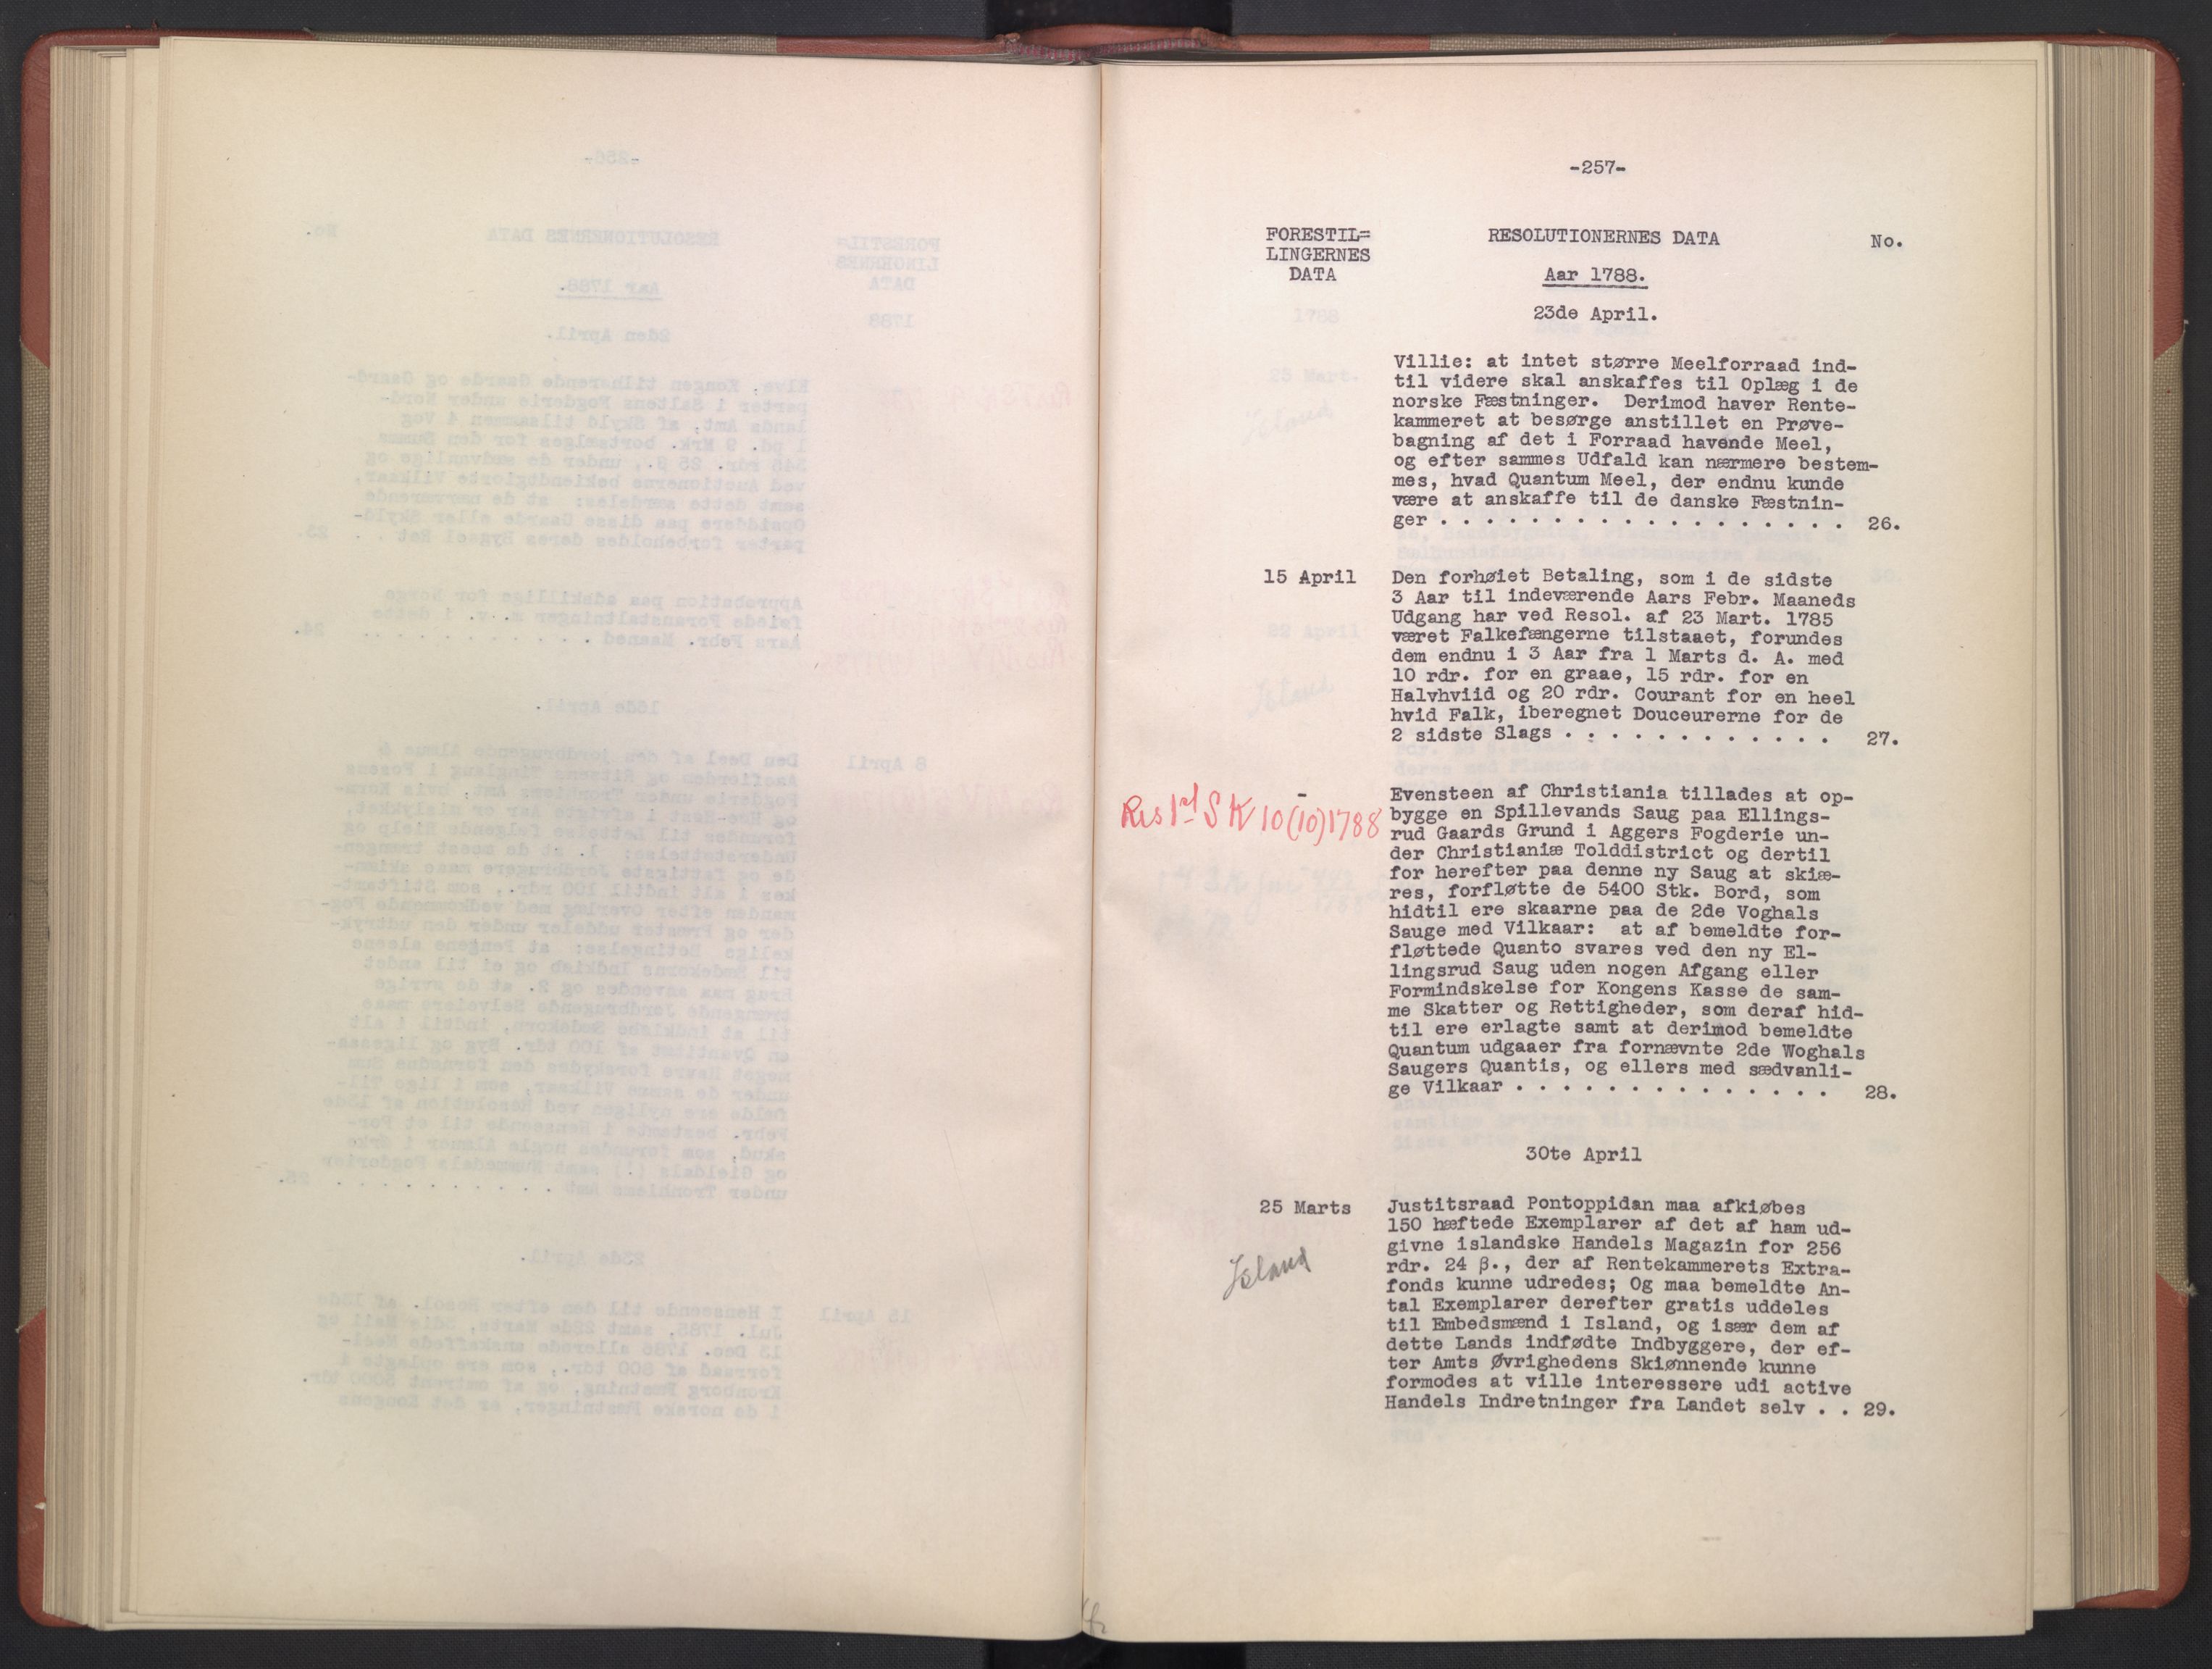 -257-
FORESTIL=
LINGERNES
DATA
RESOLUTIONERNES DATA
No.
Aar 1788.
23de April.
Villie: at intet større Meelforraad ind-
til videre skal anskaffes til Oplæg i de
norske Fæstninger. Derimod haver Rente-
kammeret at besørge anstillet en Prøve-
bagning af det i Forraad havende Meel,
og efter sammes Udfald kan nærmere bestem-
mes, hvad Quantum Meel, der endnu kunde
være at anskaffe til de danske Fæstnin-
ger . . . . . . . . . . . . . . . . . . 26.
15 April
Den forhøiet Betaling, som i de sidste
3 Aar til indeværende Aars Febr. Maaneds
Udgang har ved Resol. af 23 Mart. 1785
været Falkefængerne tilstaaet, forundes
dem endnu i 3 Aar fra 1 Marts d. A. med
10 rdr. for en graae, 15 rdr. for en
Halvhviid og 20 rdr. Courant for en heel
hvid Falk, iberegnet Douceurerne for de
2 sidste Slags . . . . . . . . . . . . 27.
-
Res 1ste S K 10(10)1788
Evensteen af Christiania tillades at op-
bygge en Spillevands Saug paa Ellings-
rud Gaards Grund i Aggers Fogderie un-
der Christianiæ Tolddistrict og dertil
for herefter paa denne ny Saug at skiæ-
res, forfløtte de 5400 Stk. Bord, som
hidtil ere skaarne paa de 2de Voghals
Sauge med Vilkaar: at af bemeldte for-
fløttede Quanto svares ved den ny El-
lingsrud Saug uden nogen Afgang eller
Formindskelse for Kongens Kasse de sam-
me Skatter og Rettigheder, som deraf hid-
til ere erlagte samt at derimod bemeldte
Quantum udgaaer fra fornævnte 2de Woghals
Saugers Quantis, og ellers med sædvanli-
ge Vilkaar . . . . . . . . . . . . . . 28.
30te April
25 Marts
Island
Justitsraad Pontoppidan maa afkiøbes
150 hæftede Exemplarer af det af ham ud-
givne islandske Handels Magazin for 256
rdr. 24 β., der af Rentekammerets Extra-
fonds kunne udredes; Og maa bemeldte An-
tal Exemplarer derefter gratis uddeles
til Embedsmænd i Island, og især dem af
dette Lands indfødte Indbyggere, der ef-
ter Amts Øvrighedens Skiønnende kunne
formodes at ville interessere udi active
Handels Indretninger fra Landet selv . . 29.